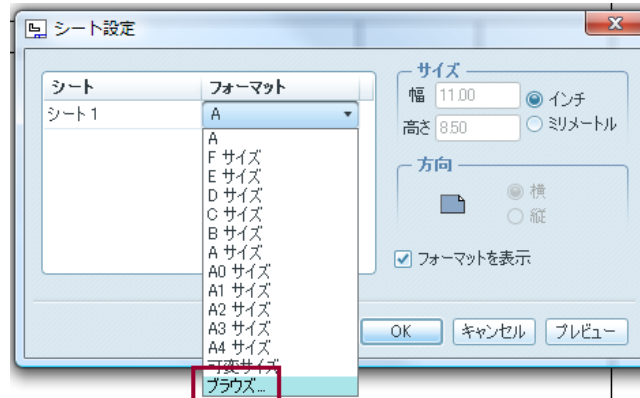 シート設定
シート フォーマット
シート 1 A
A
F サイズ
E サイズ
D サイズ
C サイズ
B サイズ
A サイズ
A0 サイズ
A1 サイズ
A2 サイズ
A3 サイズ
A4 サイズ
可変サイズ
ブラウズ...
サイズ
幅 11.00
インチ
高さ 8.50
ミリメートル
方向
横
縦
フォーマットを表示
OK キャンセル プレビュー